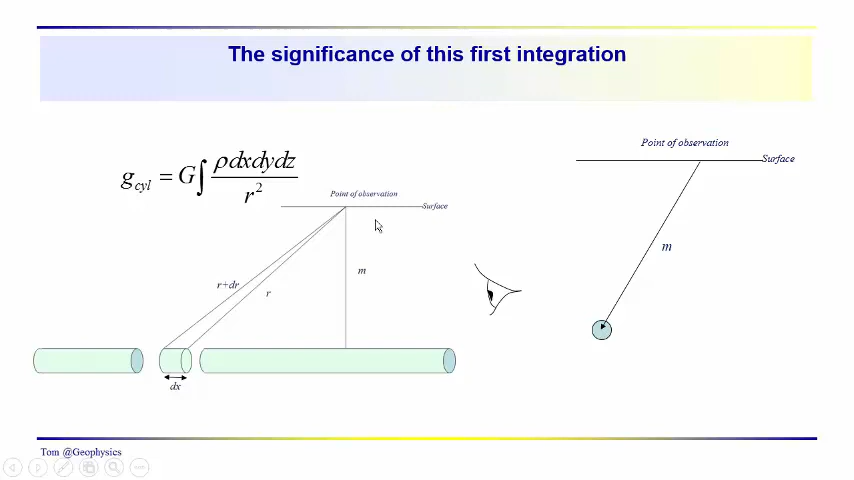 The significance of this first integration
g_cyl = G∫ ρdxdydz / r²
Point of observation
Surface
r+dr
r
m
dx
Point of observation
Surface
m
Tom @Geophysics